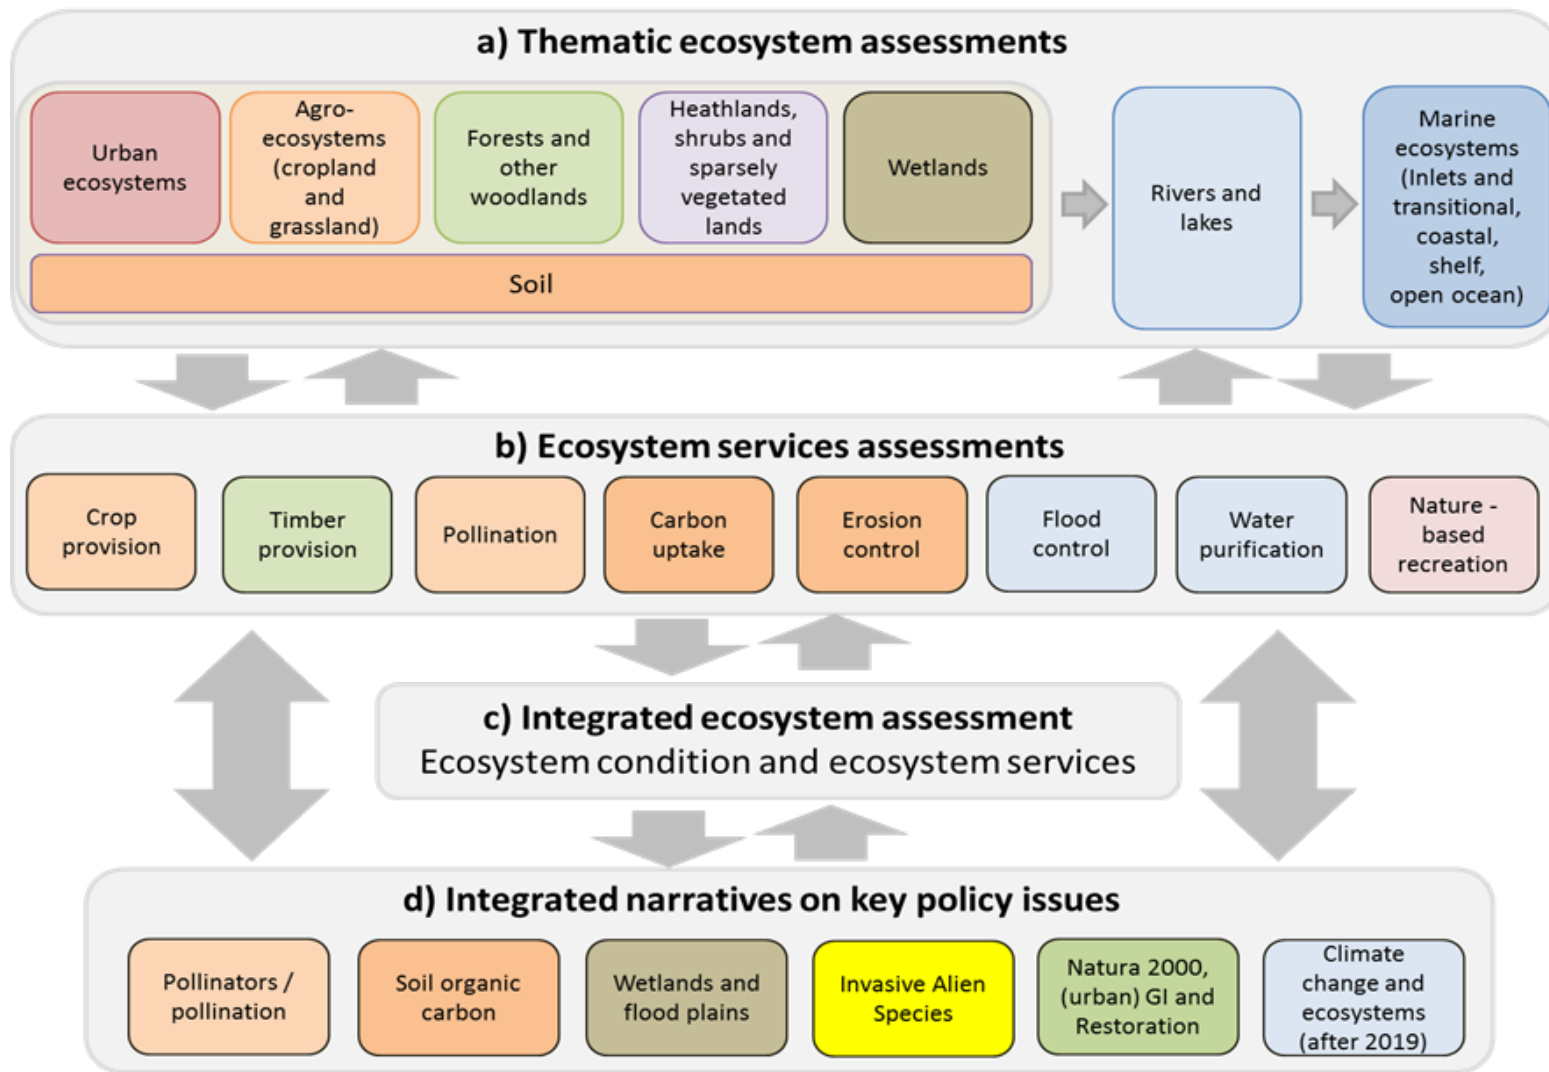 a) Thematic ecosystem assessments
Urban
ecosystems
Agro-
ecosystems
(cropland
and
grassland)
Forests and
other
woodlands
Heathlands,
shrubs and
sparsely
vegetated
lands
Wetlands
Soil
Rivers and
lakes
Marine
ecosystems
(Inlets and
transitional,
coastal,
shelf,
open ocean)
b) Ecosystem services assessments
Crop
provision
Timber
provision
Pollination
Carbon
uptake
Erosion
control
Flood
control
Water
purification
Nature -
based
recreation
c) Integrated ecosystem assessment
Ecosystem condition and ecosystem services
d) Integrated narratives on key policy issues
Pollinators /
pollination
Soil organic
carbon
Wetlands and
flood plains
Invasive Alien
Species
Natura 2000,
(urban) GI and
Restoration
Climate
change and
ecosystems
(after 2019)